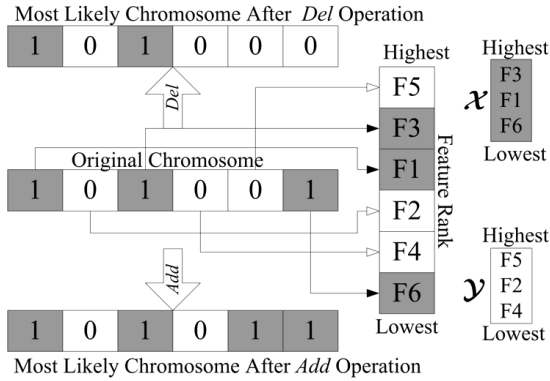 Most Likely Chromosome After Del Operation
1 0 1 0 0 0
Del
Original Chromosome
1 0 1 0 0 1
Add
1 0 1 0 1 1
Most Likely Chromosome After Add Operation
Highest
F5
F3
F1
F2
F4
F6
Lowest
Feature Rank
Highest
X
F3
F1
F6
Lowest
Highest
Y
F5
F2
F4
Lowest